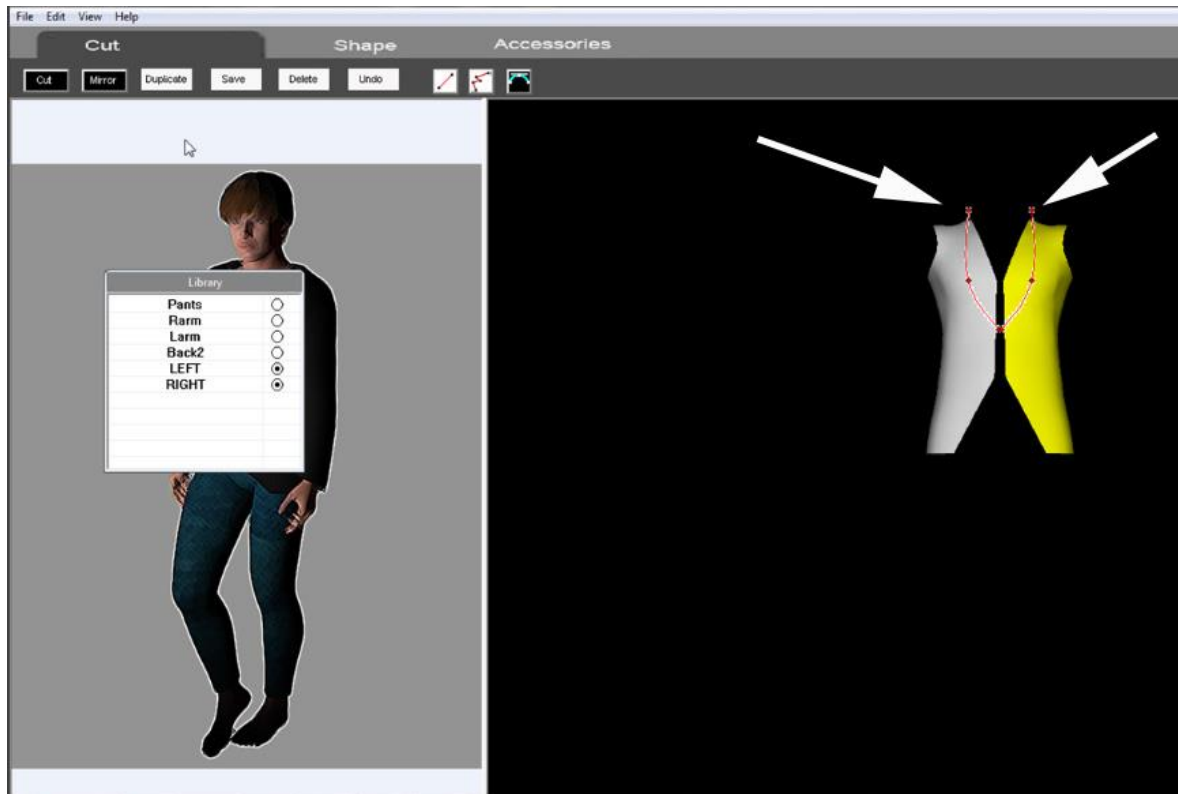 File Edit View Help
Cut Shape Accessories
Cut Mirror Duplicate Save Delete Undo
Library
Pants
Rarm
Larm
Back2
LEFT
RIGHT